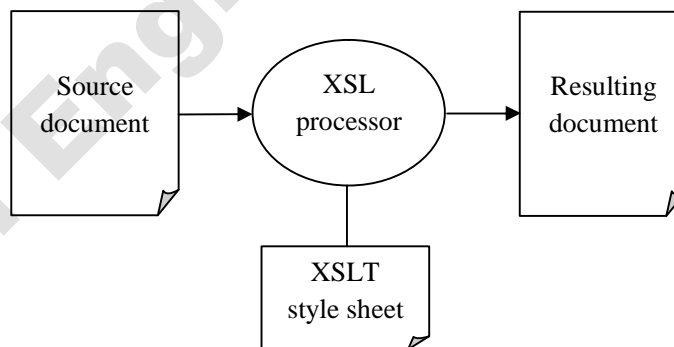 Source
document
XSL
processor
Resulting
document
XSLT
style sheet